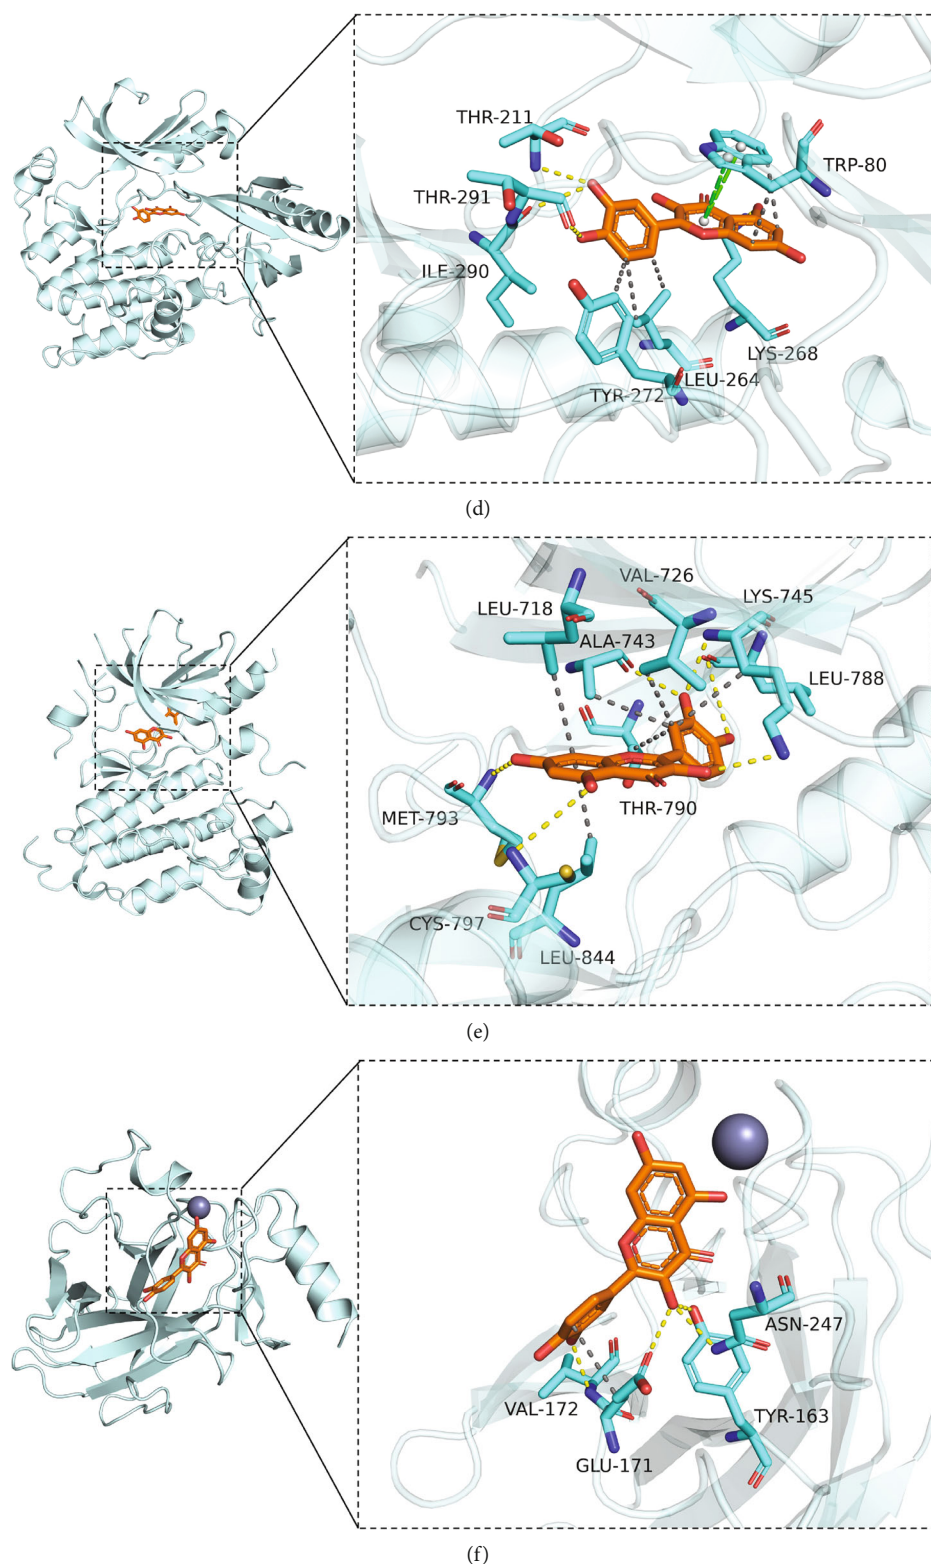 THR-211
TRP-80
THR-291
ILE-290
LYS-268
LEU-264
TYR-272
(d)
VAL-726
LYS-745
LEU-718
ALA-743
LEU-788
THR-790
MET-793
CYS-797
LEU-844
(e)
ASN-247
VAL-172
TYR-163
GLU-171
(f)